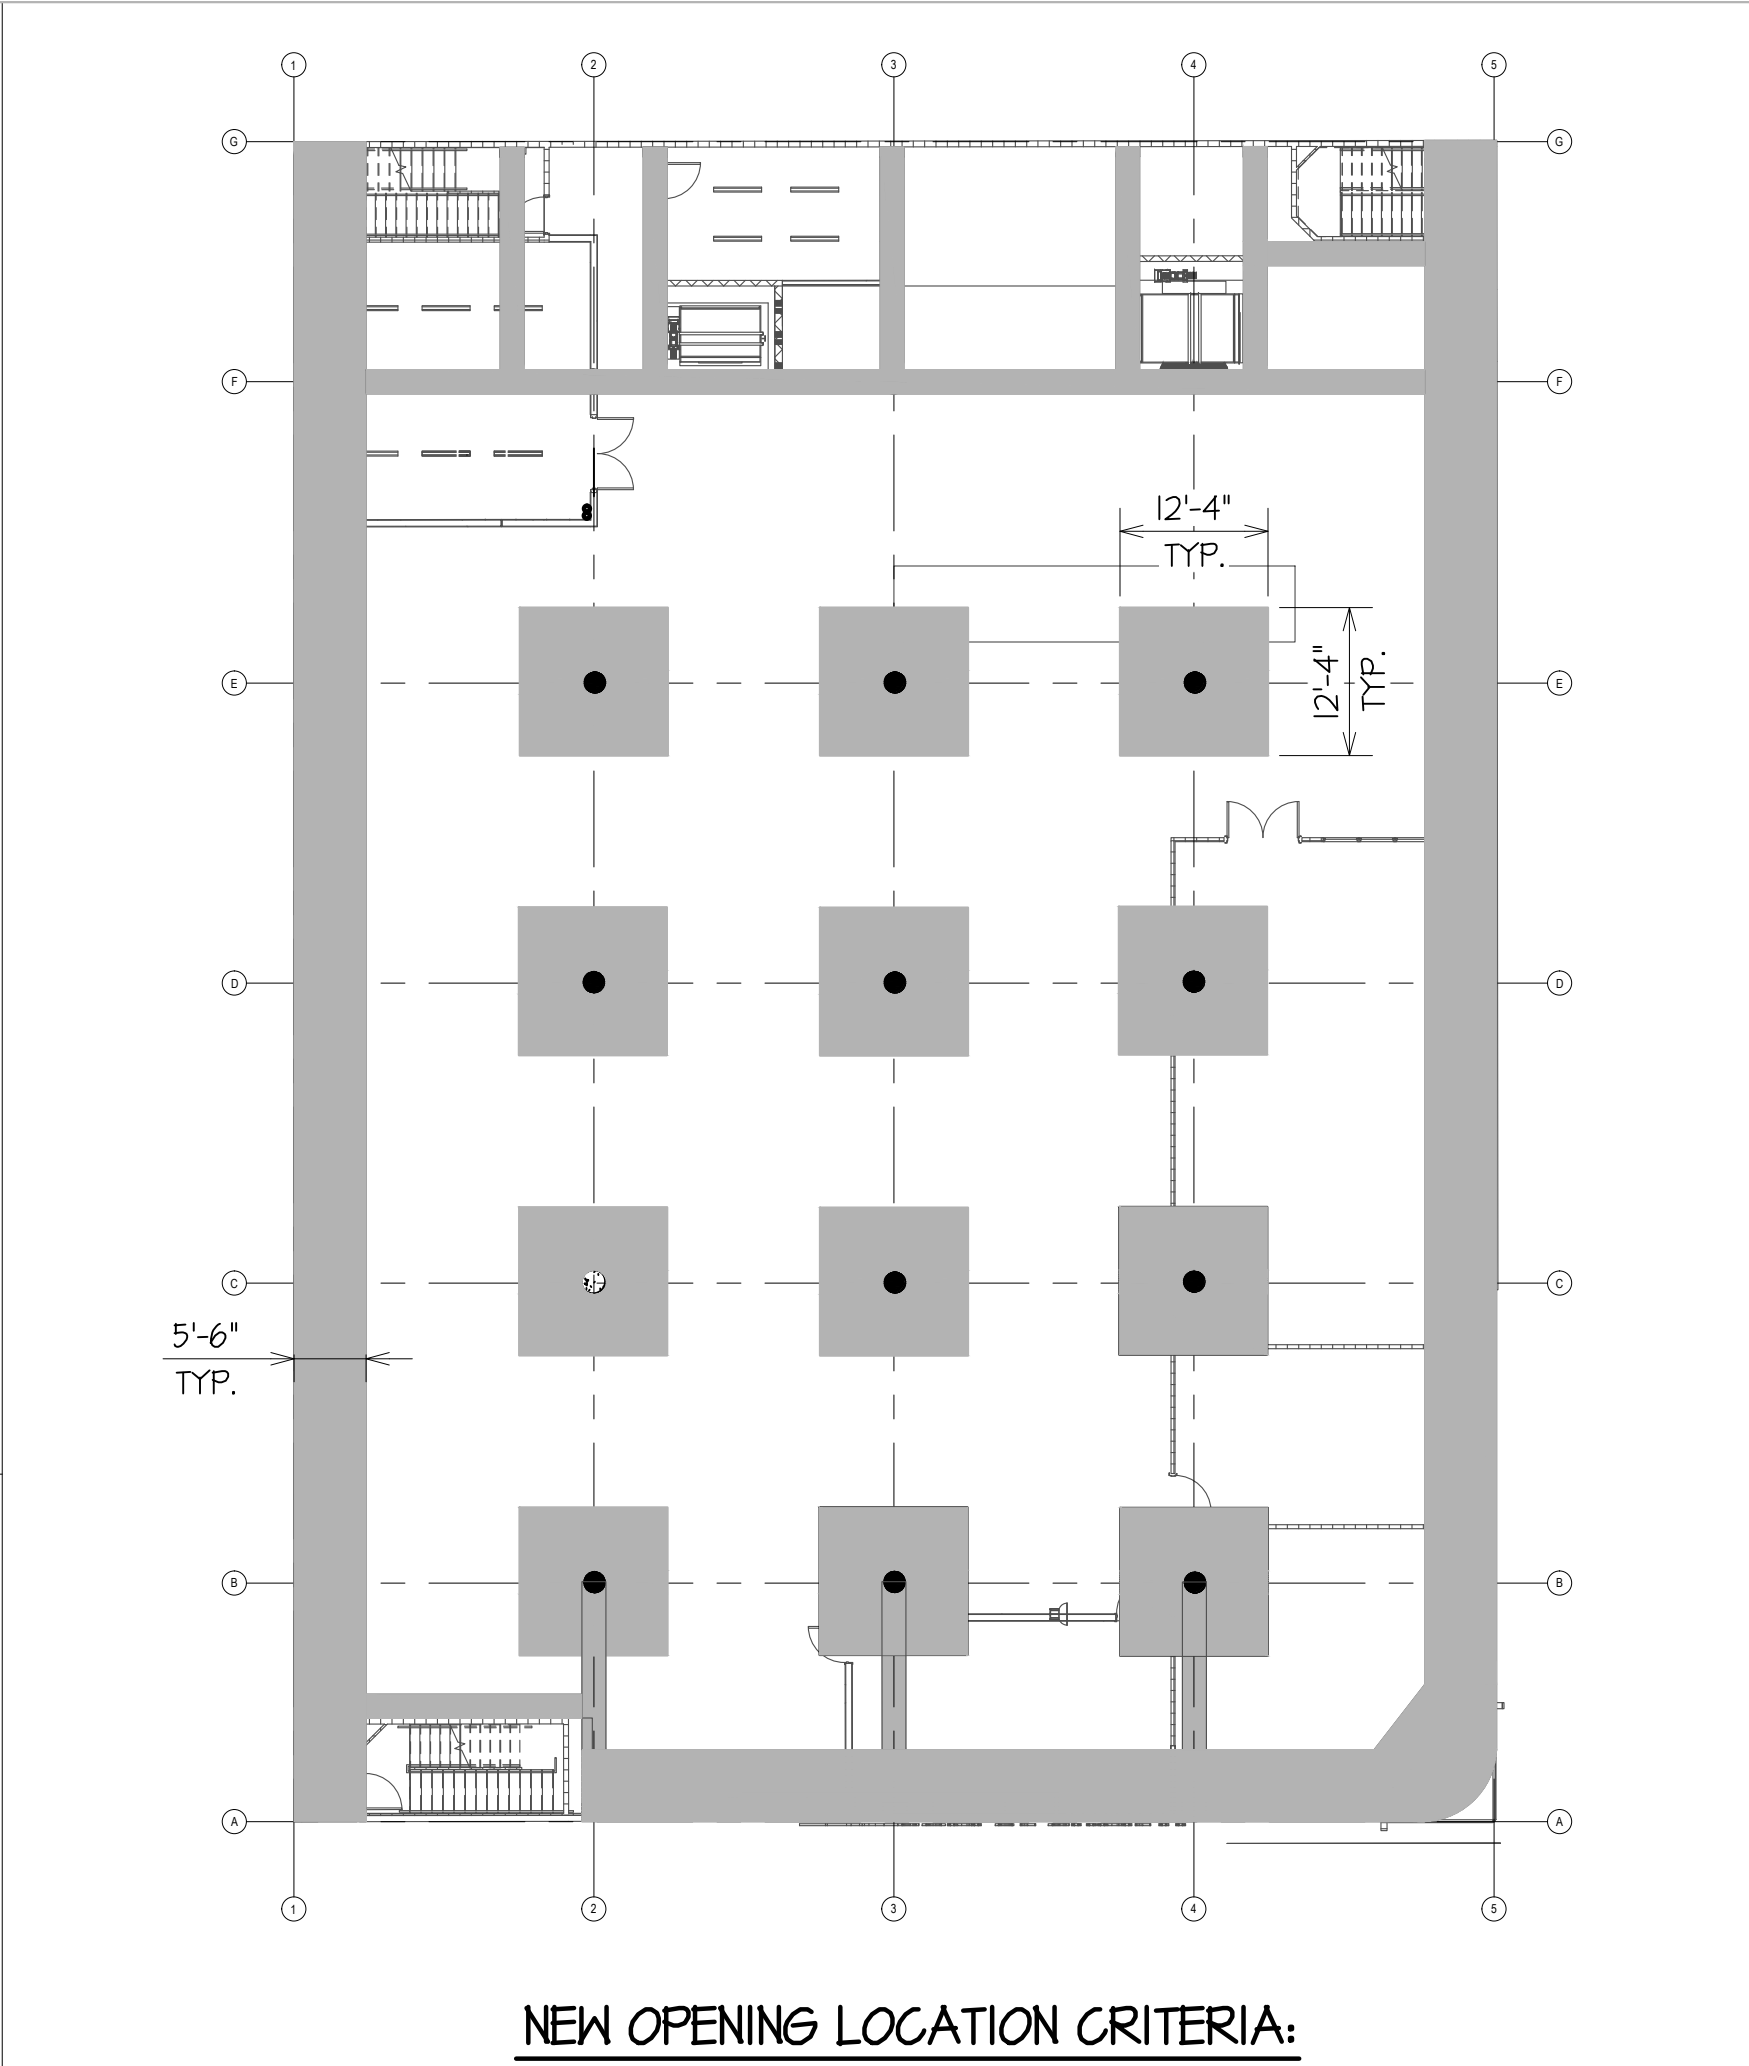 1 2 3 4 5
G G
F F
12'-4"
TYP.
E E
12'-4"
TYP.
D D
C C
5'-6"
TYP.
B B
A A
1 2 3 4 5
NEW OPENING LOCATION CRITERIA: